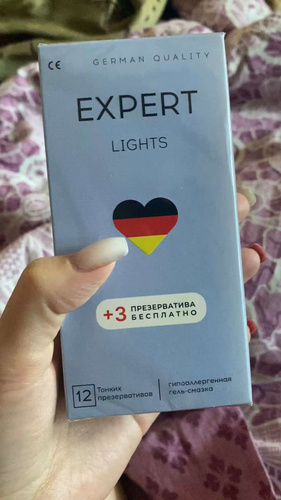 CE GERMAN QUALITY
EXPERT
LIGHTS
+3 ПРЕЗЕРВАТИВА
БЕСПЛАТНО
12 Тонких
презервативов
гипоаллергенная
гель-смазка